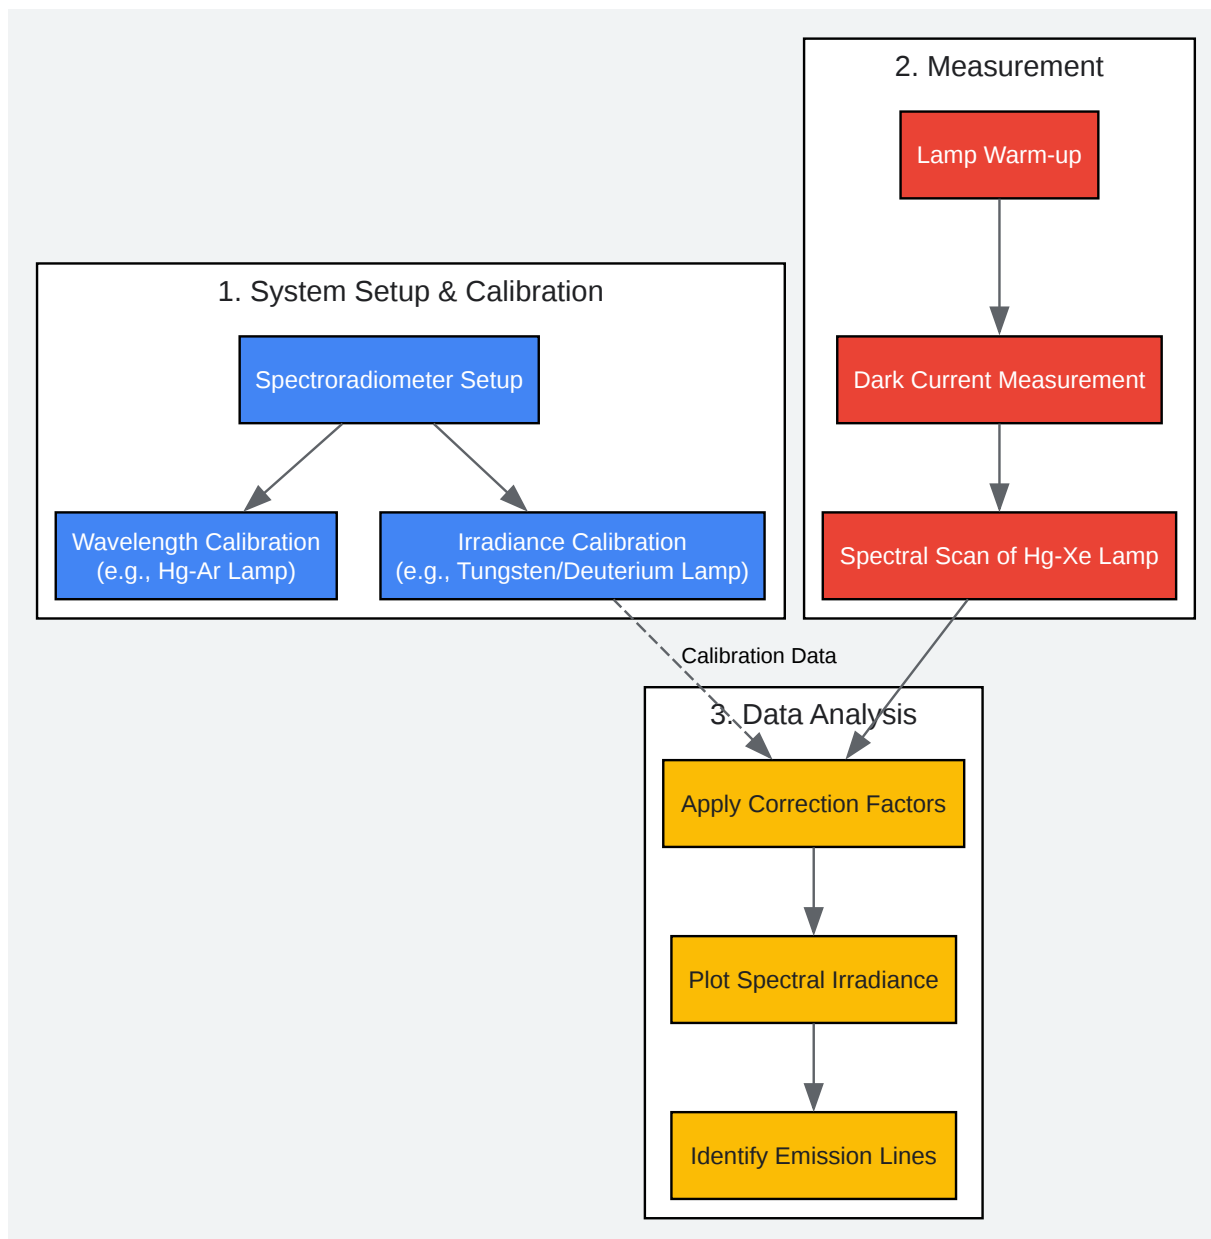 1. System Setup & Calibration
Spectroradiometer Setup
Wavelength Calibration
(e.g., Hg-Ar Lamp)
Irradiance Calibration
(e.g., Tungsten/Deuterium Lamp)
2. Measurement
Lamp Warm-up
Dark Current Measurement
Spectral Scan of Hg-Xe Lamp
Calibration Data
3. Data Analysis
Apply Correction Factors
Plot Spectral Irradiance
Identify Emission Lines